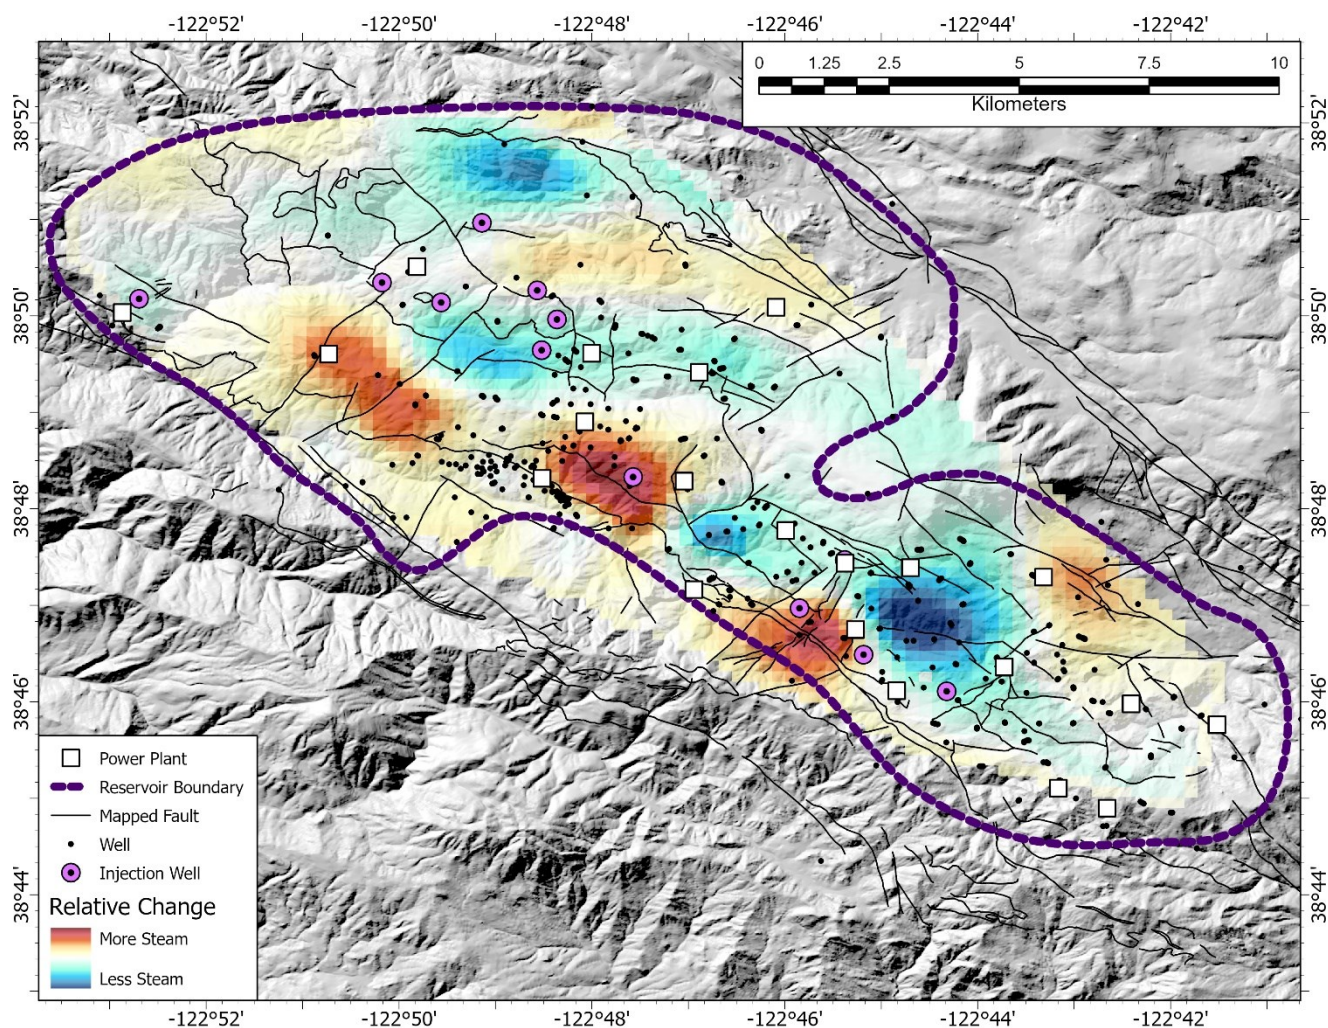 -122°52' -122°50' -122°48' -122°46' -122°44' -122°42'
0 1.25 2.5 5 7.5 10
Kilometers
38°52' 38°52'
38°50' 38°50'
38°48' 38°48'
38°46' 38°46'
38°44' 38°44'
Power Plant
Reservoir Boundary
Mapped Fault
Well
Injection Well
Relative Change
More Steam
Less Steam
-122°52' -122°50' -122°48' -122°46' -122°44' -122°42'